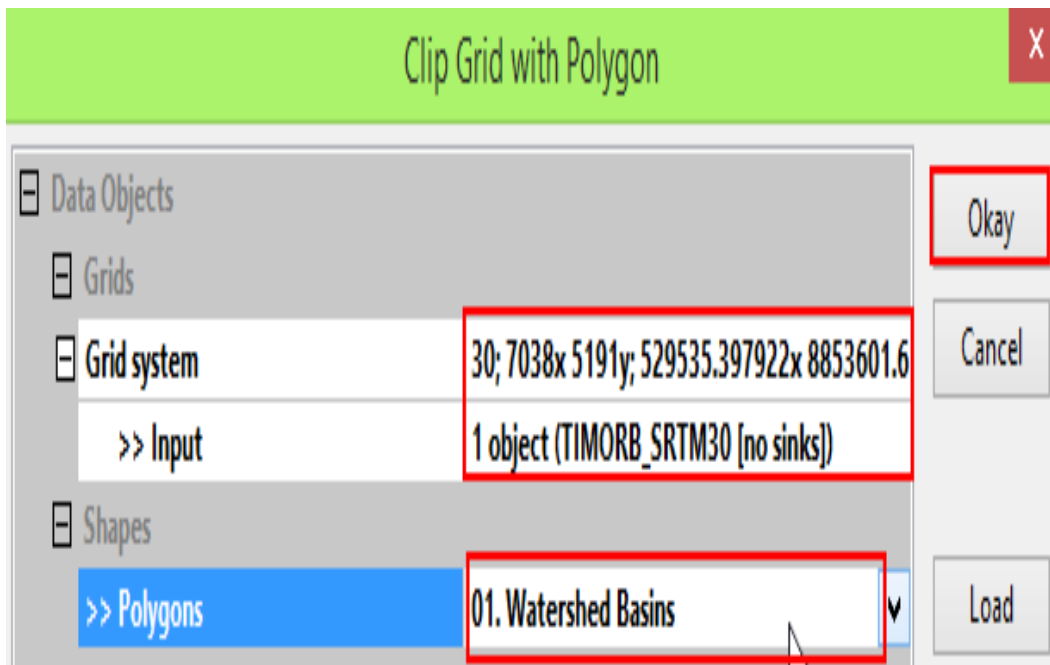 Clip Grid with Polygon
X
Data Objects
Okay
Grids
Grid system 30; 7038x 5191y; 529535.397922x 8853601.6
Cancel
>> Input 1 object (TIMORB_SRTM30 [no sinks])
Shapes
>> Polygons 01. Watershed Basins
Load